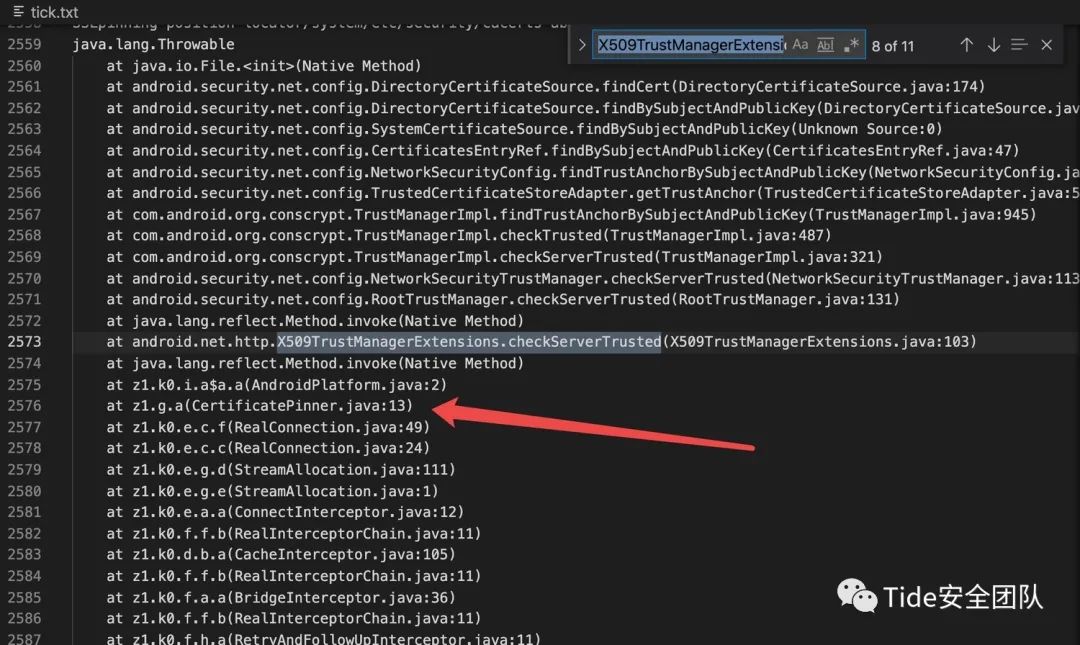 tick.txt
X509TrustManagerExtensi Aa Abl .* 8 of 11
2559 java.lang.Throwable
2560 at java.io.File.<init>(Native Method)
2561 at android.security.net.config.DirectoryCertificateSource.findCert(DirectoryCertificateSource.java:174)
2562 at android.security.net.config.DirectoryCertificateSource.findBySubjectAndPublicKey(DirectoryCertificateSource.jav
2563 at android.security.net.config.SystemCertificateSource.findBySubjectAndPublicKey(Unknown Source:0)
2564 at android.security.net.config.CertificatesEntryRef.findBySubjectAndPublicKey(CertificatesEntryRef.java:47)
2565 at android.security.net.config.NetworkSecurityConfig.findTrustAnchorBySubjectAndPublicKey(NetworkSecurityConfig.ja
2566 at android.security.net.config.TrustedCertificateStoreAdapter.getTrustAnchor(TrustedCertificateStoreAdapter.java:5
2567 at com.android.org.conscrypt.TrustManagerImpl.findTrustAnchorBySubjectAndPublicKey(TrustManagerImpl.java:945)
2568 at com.android.org.conscrypt.TrustManagerImpl.checkTrusted(TrustManagerImpl.java:487)
2569 at com.android.org.conscrypt.TrustManagerImpl.checkServerTrusted(TrustManagerImpl.java:321)
2570 at android.security.net.config.NetworkSecurityTrustManager.checkServerTrusted(NetworkSecurityTrustManager.java:113
2571 at android.security.net.config.RootTrustManager.checkServerTrusted(RootTrustManager.java:131)
2572 at java.lang.reflect.Method.invoke(Native Method)
2573 at android.net.http.X509TrustManagerExtensions.checkServerTrusted(X509TrustManagerExtensions.java:103)
2574 at java.lang.reflect.Method.invoke(Native Method)
2575 at z1.k0.i.a$a.a(AndroidPlatform.java:2)
2576 at z1.g.a(CertificatePinner.java:13)
2577 at z1.k0.e.c.f(RealConnection.java:49)
2578 at z1.k0.e.c.c(RealConnection.java:24)
2579 at z1.k0.e.g.d(StreamAllocation.java:111)
2580 at z1.k0.e.g.e(StreamAllocation.java:1)
2581 at z1.k0.e.a.a(ConnectInterceptor.java:12)
2582 at z1.k0.f.f.b(RealInterceptorChain.java:11)
2583 at z1.k0.d.b.a(CacheInterceptor.java:105)
2584 at z1.k0.f.f.b(RealInterceptorChain.java:11)
2585 at z1.k0.f.a.a(BridgeInterceptor.java:36)
2586 at z1.k0.f.f.b(RealInterceptorChain.java:11)
2587 at z1.k0.f.h.a(RetryAndFollowUpInterceptor.java:11)
Tide安全团队